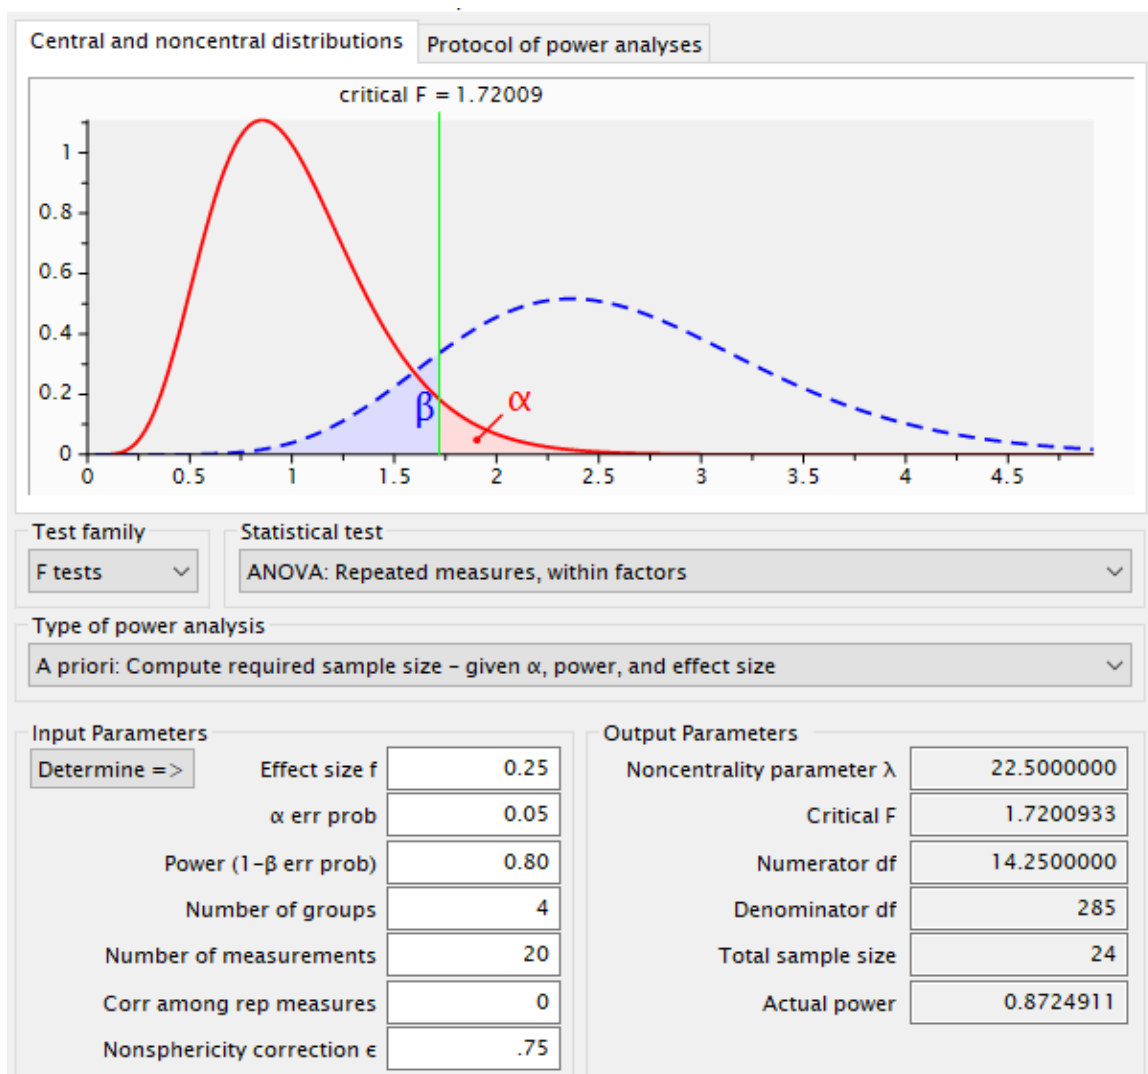 Central and noncentral distributions
Protocol of power analyses
critical F = 1.72009
1
0.8
0.6
0.4
0.2
0
β
α
0 0.5 1 1.5 2 2.5 3 3.5 4 4.5
Test family
Statistical test
F tests
ANOVA: Repeated measures, within factors
Type of power analysis
A priori: Compute required sample size – given α, power, and effect size
Input Parameters
Output Parameters
Determine =>
Effect size f 0.25
Noncentrality parameter λ 22.5000000
α err prob 0.05
Critical F 1.7200933
Power (1-β err prob) 0.80
Numerator df 14.2500000
Number of groups 4
Denominator df 285
Number of measurements 20
Total sample size 24
Corr among rep measures 0
Actual power 0.8724911
Nonsphericity correction ϵ .75